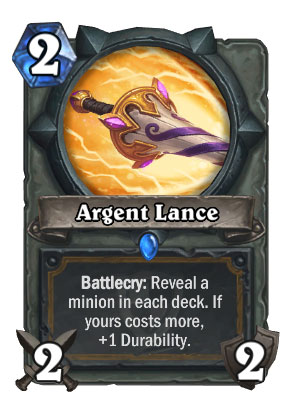 2
Argent Lance
Battlecry: Reveal a
minion in each deck. If
yours costs more,
+1 Durability.
2 2